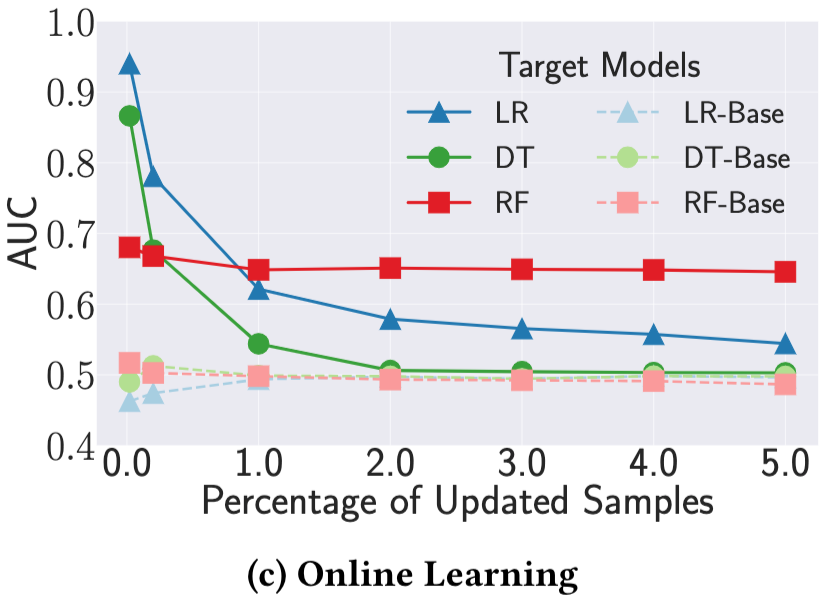 1.0
0.9
0.8
0.7
0.6
0.5
0.4
AUC
Target Models
LR
LR-Base
DT
DT-Base
RF
RF-Base
0.0 1.0 2.0 3.0 4.0 5.0
Percentage of Updated Samples
(c) Online Learning